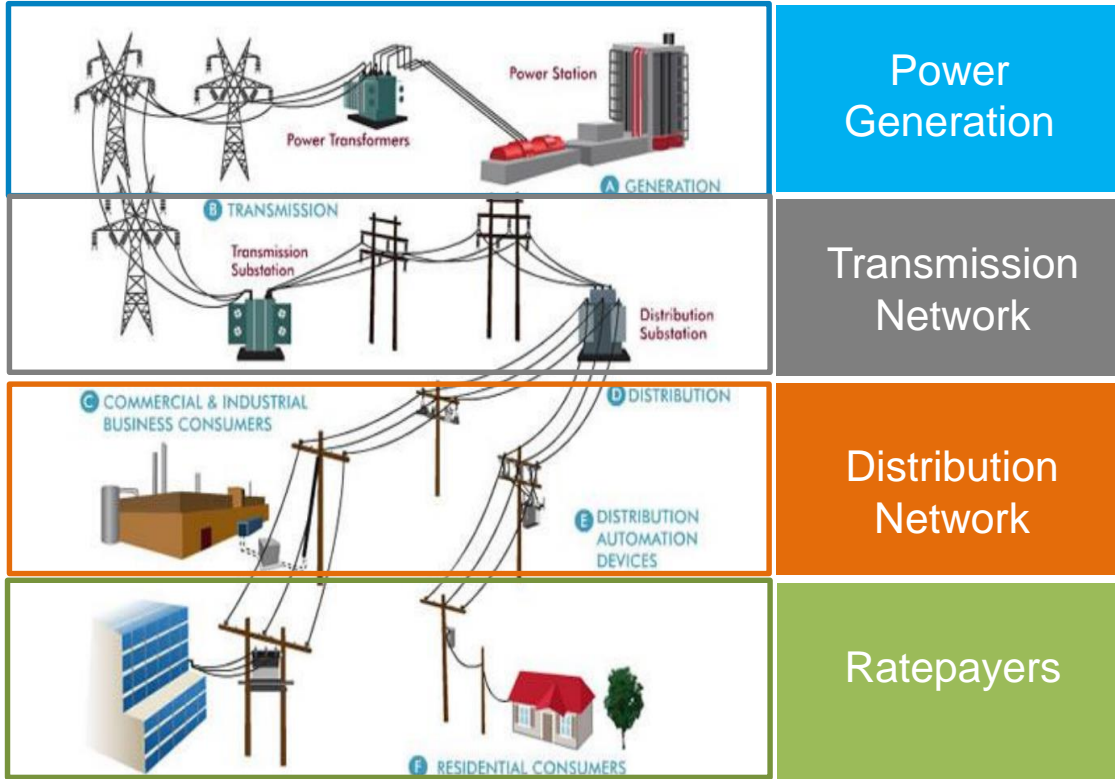 Power Station
Power Transformers
A GENERATION
Power
Generation
B TRANSMISSION
Transmission
Substation
Distribution
Substation
Transmission
Network
C COMMERCIAL & INDUSTRIAL
BUSINESS CONSUMERS
D DISTRIBUTION
E DISTRIBUTION
AUTOMATION
DEVICES
Distribution
Network
F RESIDENTIAL CONSUMERS
Ratepayers